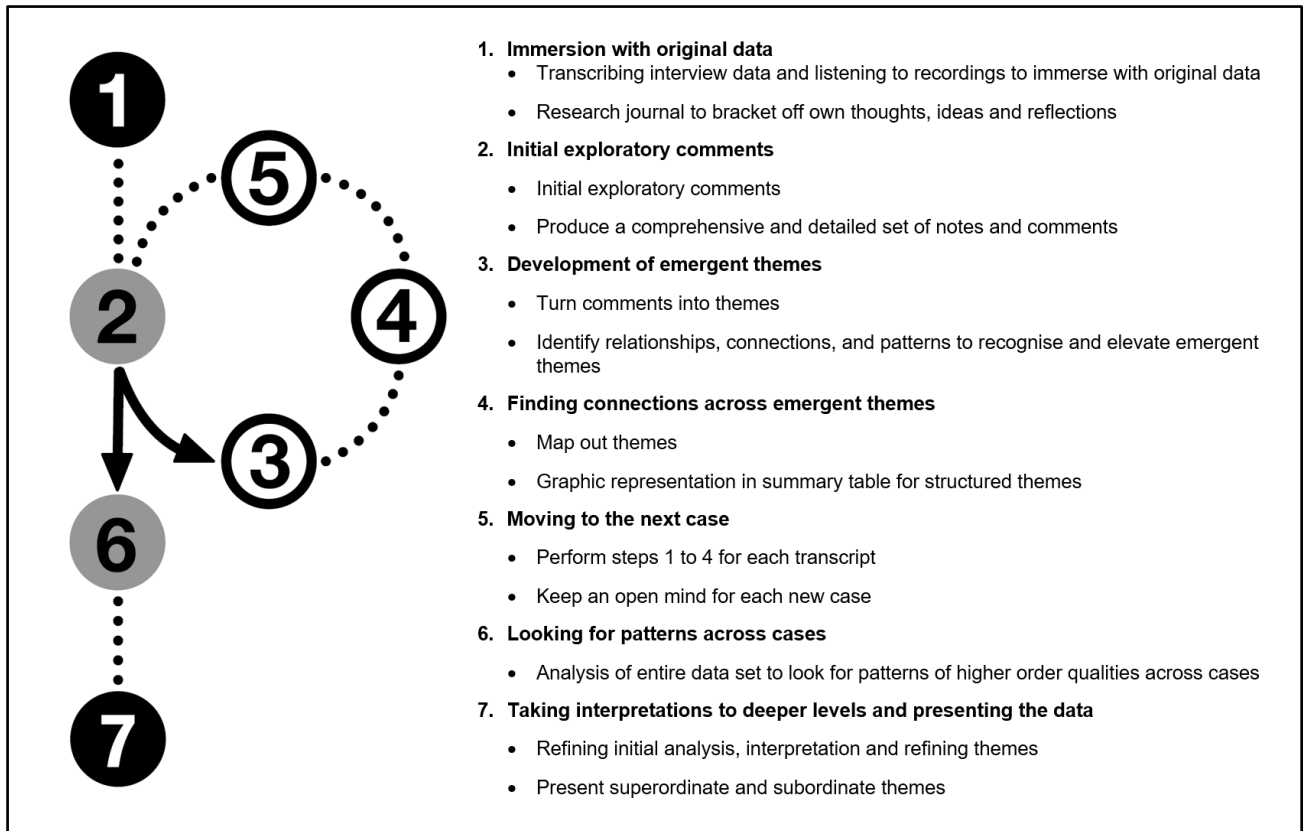 1
5
2
4
3
6
7
1. Immersion with original data
• Transcribing interview data and listening to recordings to immerse with original data
• Research journal to bracket off own thoughts, ideas and reflections
2. Initial exploratory comments
• Initial exploratory comments
• Produce a comprehensive and detailed set of notes and comments
3. Development of emergent themes
• Turn comments into themes
• Identify relationships, connections, and patterns to recognise and elevate emergent
themes
4. Finding connections across emergent themes
• Map out themes
• Graphic representation in summary table for structured themes
5. Moving to the next case
• Perform steps 1 to 4 for each transcript
• Keep an open mind for each new case
6. Looking for patterns across cases
• Analysis of entire data set to look for patterns of higher order qualities across cases
7. Taking interpretations to deeper levels and presenting the data
• Refining initial analysis, interpretation and refining themes
• Present superordinate and subordinate themes